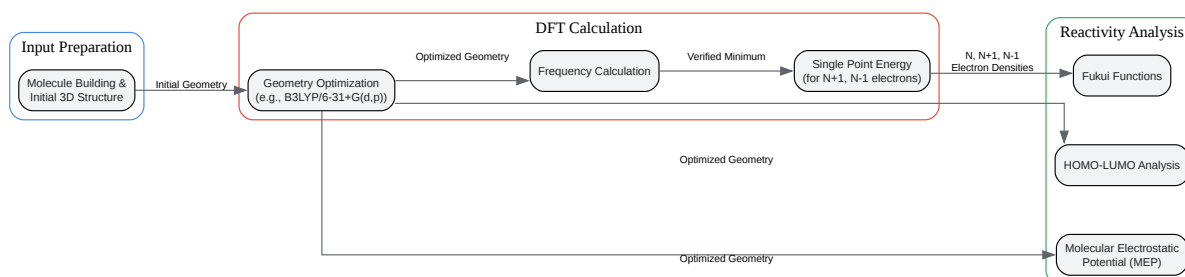 Input Preparation
Molecule Building &
Initial 3D Structure
Initial Geometry
DFT Calculation
Geometry Optimization
(e.g., B3LYP/6-31+G(d,p))
Optimized Geometry
Frequency Calculation
Verified Minimum
Single Point Energy
(for N+1, N-1 electrons)
N, N+1, N-1
Electron Densities
Reactivity Analysis
Fukui Functions
Optimized Geometry
HOMO-LUMO Analysis
Optimized Geometry
Molecular Electrostatic
Potential (MEP)